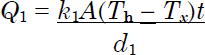 Q₁ = k₁A(Tₕ − Tₓ)t / d₁